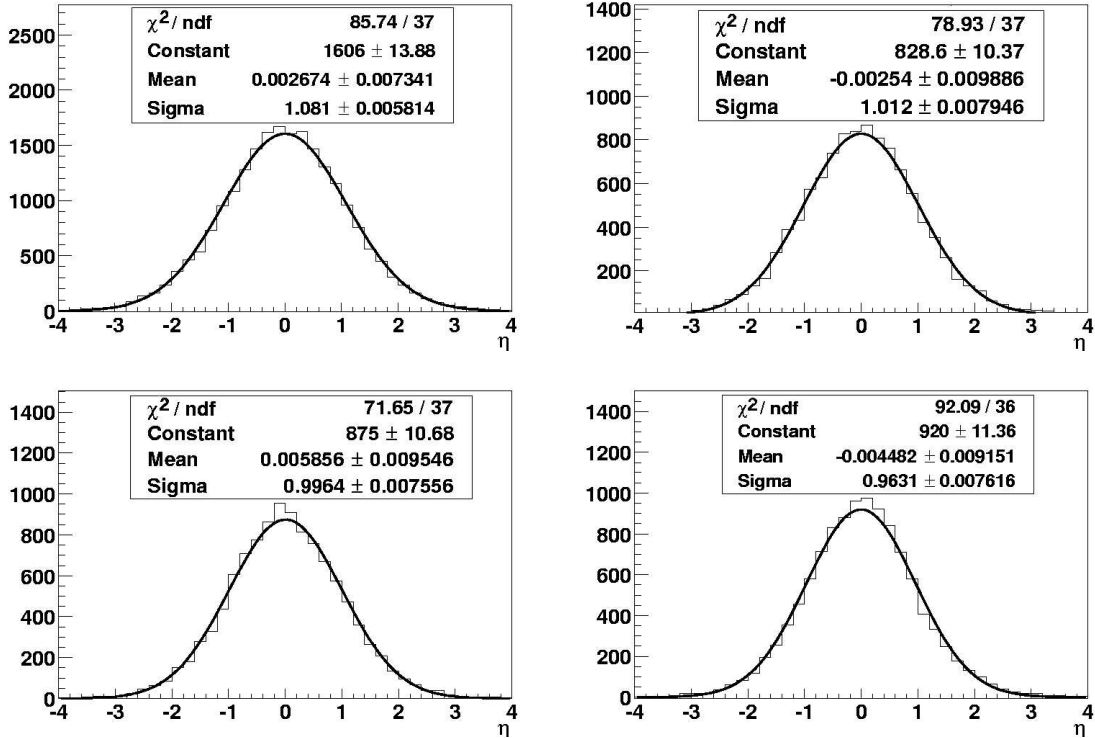 χ²/ ndf 85.74 / 37
Constant 1606 ± 13.88
Mean 0.002674 ± 0.007341
Sigma 1.081 ± 0.005814
2500
2000
1500
1000
500
0
-4 -3 -2 -1 0 1 2 3 4
η
χ²/ ndf 78.93 / 37
Constant 828.6 ± 10.37
Mean -0.00254 ± 0.009886
Sigma 1.012 ± 0.007946
1400
1200
1000
800
600
400
200
-4 -3 -2 -1 0 1 2 3 4
η
χ²/ ndf 71.65 / 37
Constant 875 ± 10.68
Mean 0.005856 ± 0.009546
Sigma 0.9964 ± 0.007556
1400
1200
1000
800
600
400
200
0
-4 -3 -2 -1 0 1 2 3 4
η
χ²/ ndf 92.09 / 36
Constant 920 ± 11.36
Mean -0.004482 ± 0.009151
Sigma 0.9631 ± 0.007616
1400
1200
1000
800
600
400
200
0
-4 -3 -2 -1 0 1 2 3 4
η